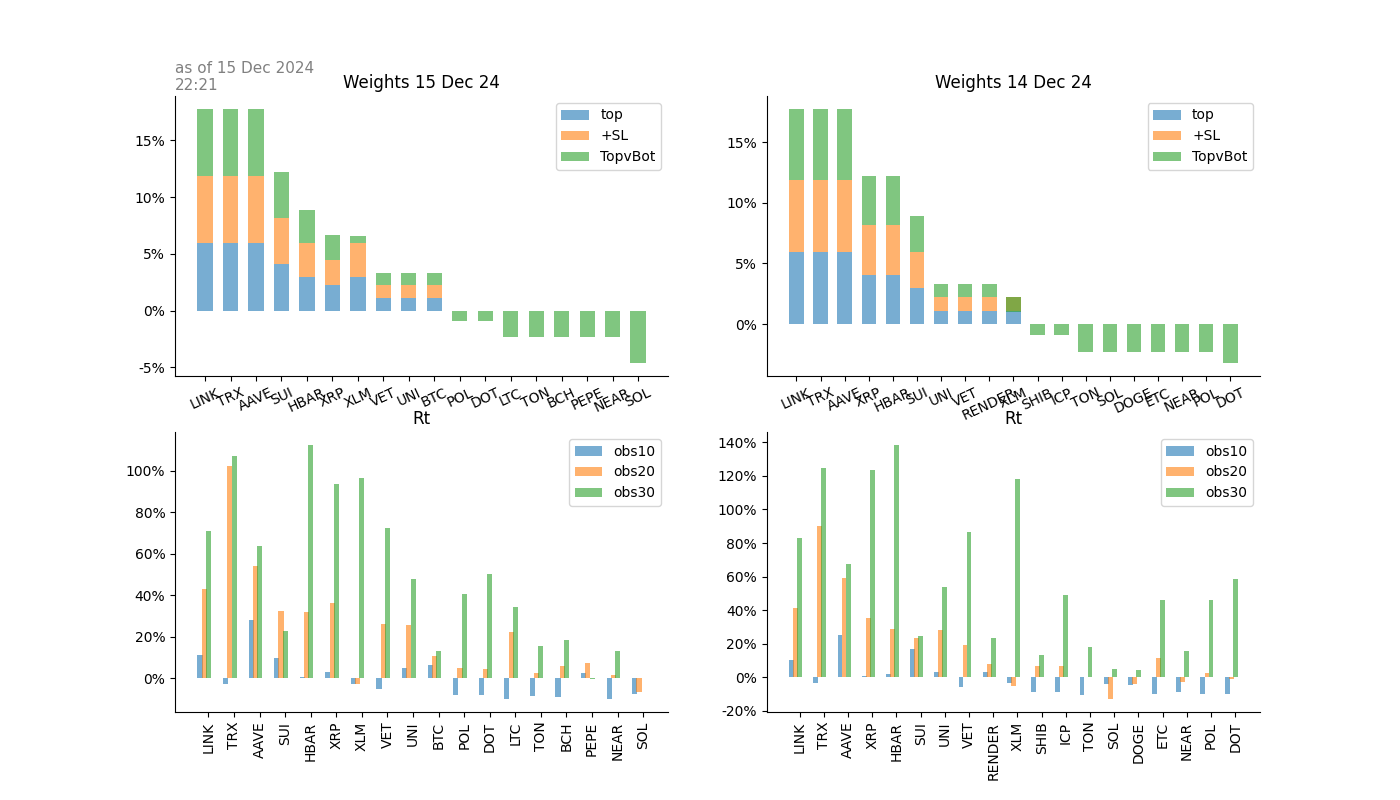 as of 15 Dec 2024
22:21
Weights 15 Dec 24
top
+SL
TopvBot
15%
10%
5%
0%
-5%
LINK TRX AAVE SUI HBAR XRP XLM VET UNI BTC POL DOT LTC TON BCH PEPE NEAR SOL
Weights 14 Dec 24
top
+SL
TopvBot
15%
10%
5%
0%
LINK TRX AAVE XRP HBAR SUI UNI VET RENDER XLM SHIB ICP TON SOL DOGE ETC NEAR POL DOT
Rt
obs10
obs20
obs30
100%
80%
60%
40%
20%
0%
LINK TRX AAVE SUI HBAR XRP XLM VET UNI BTC POL DOT LTC TON BCH PEPE NEAR SOL
Rt
obs10
obs20
obs30
140%
120%
100%
80%
60%
40%
20%
0%
-20%
LINK TRX AAVE XRP HBAR SUI UNI VET RENDER XLM SHIB ICP TON SOL DOGE ETC NEAR POL DOT